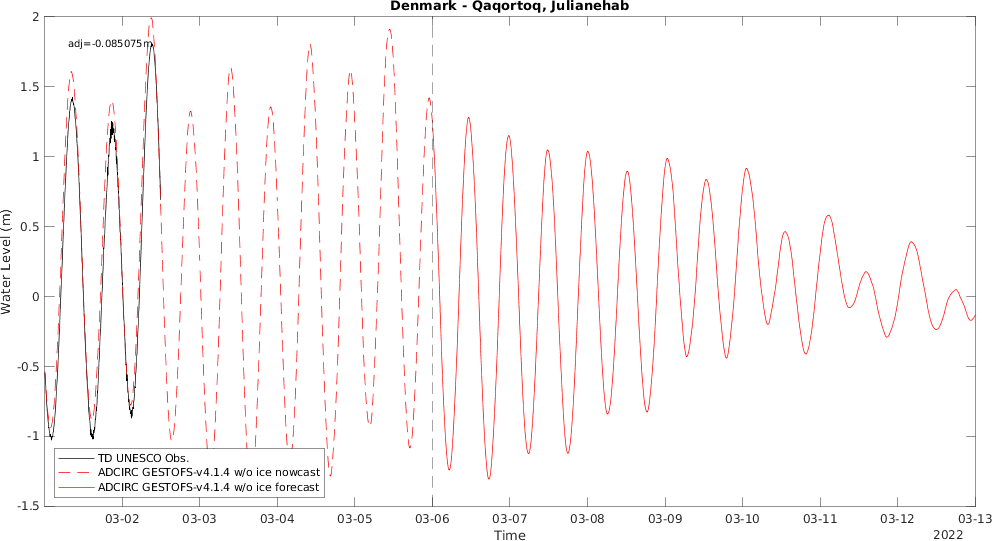 Denmark - Qaqortoq, Julianehab
adj=-0.085075m
Water Level (m)
2
1.5
1
0.5
0
-0.5
-1
-1.5
TD UNESCO Obs.
ADCIRC GESTOFS-v4.1.4 w/o ice nowcast
ADCIRC GESTOFS-v4.1.4 w/o ice forecast
03-02 03-03 03-04 03-05 03-06 03-07 03-08 03-09 03-10 03-11 03-12 03-13
Time
2022